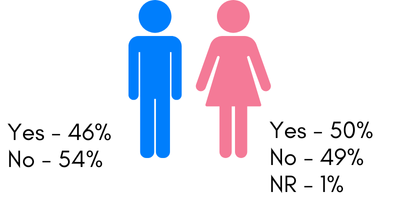 Yes - 46%
No - 54%
Yes - 50%
No - 49%
NR - 1%